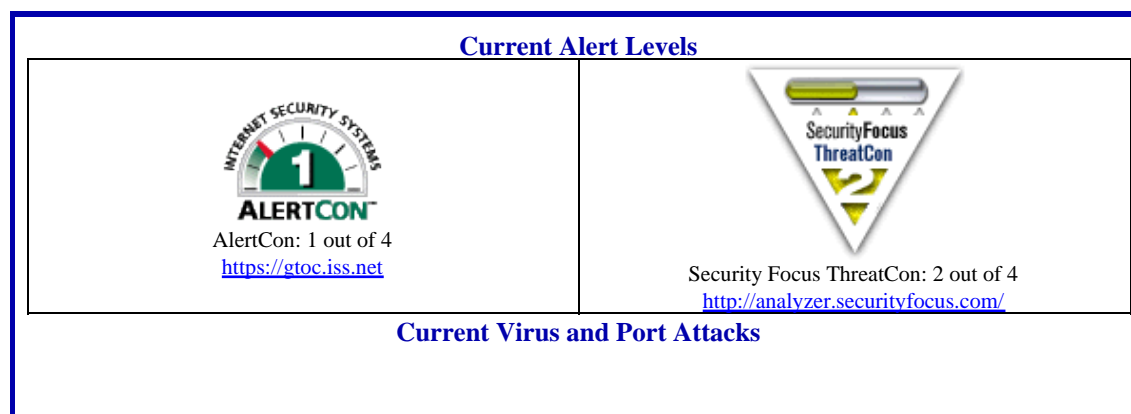 Current Alert Levels
INTERNET SECURITY SYSTEMS
1
ALERTCON™
AlertCon: 1 out of 4
https://gtoc.iss.net
SecurityFocus
ThreatCon
2
Security Focus ThreatCon: 2 out of 4
http://analyzer.securityfocus.com/
Current Virus and Port Attacks